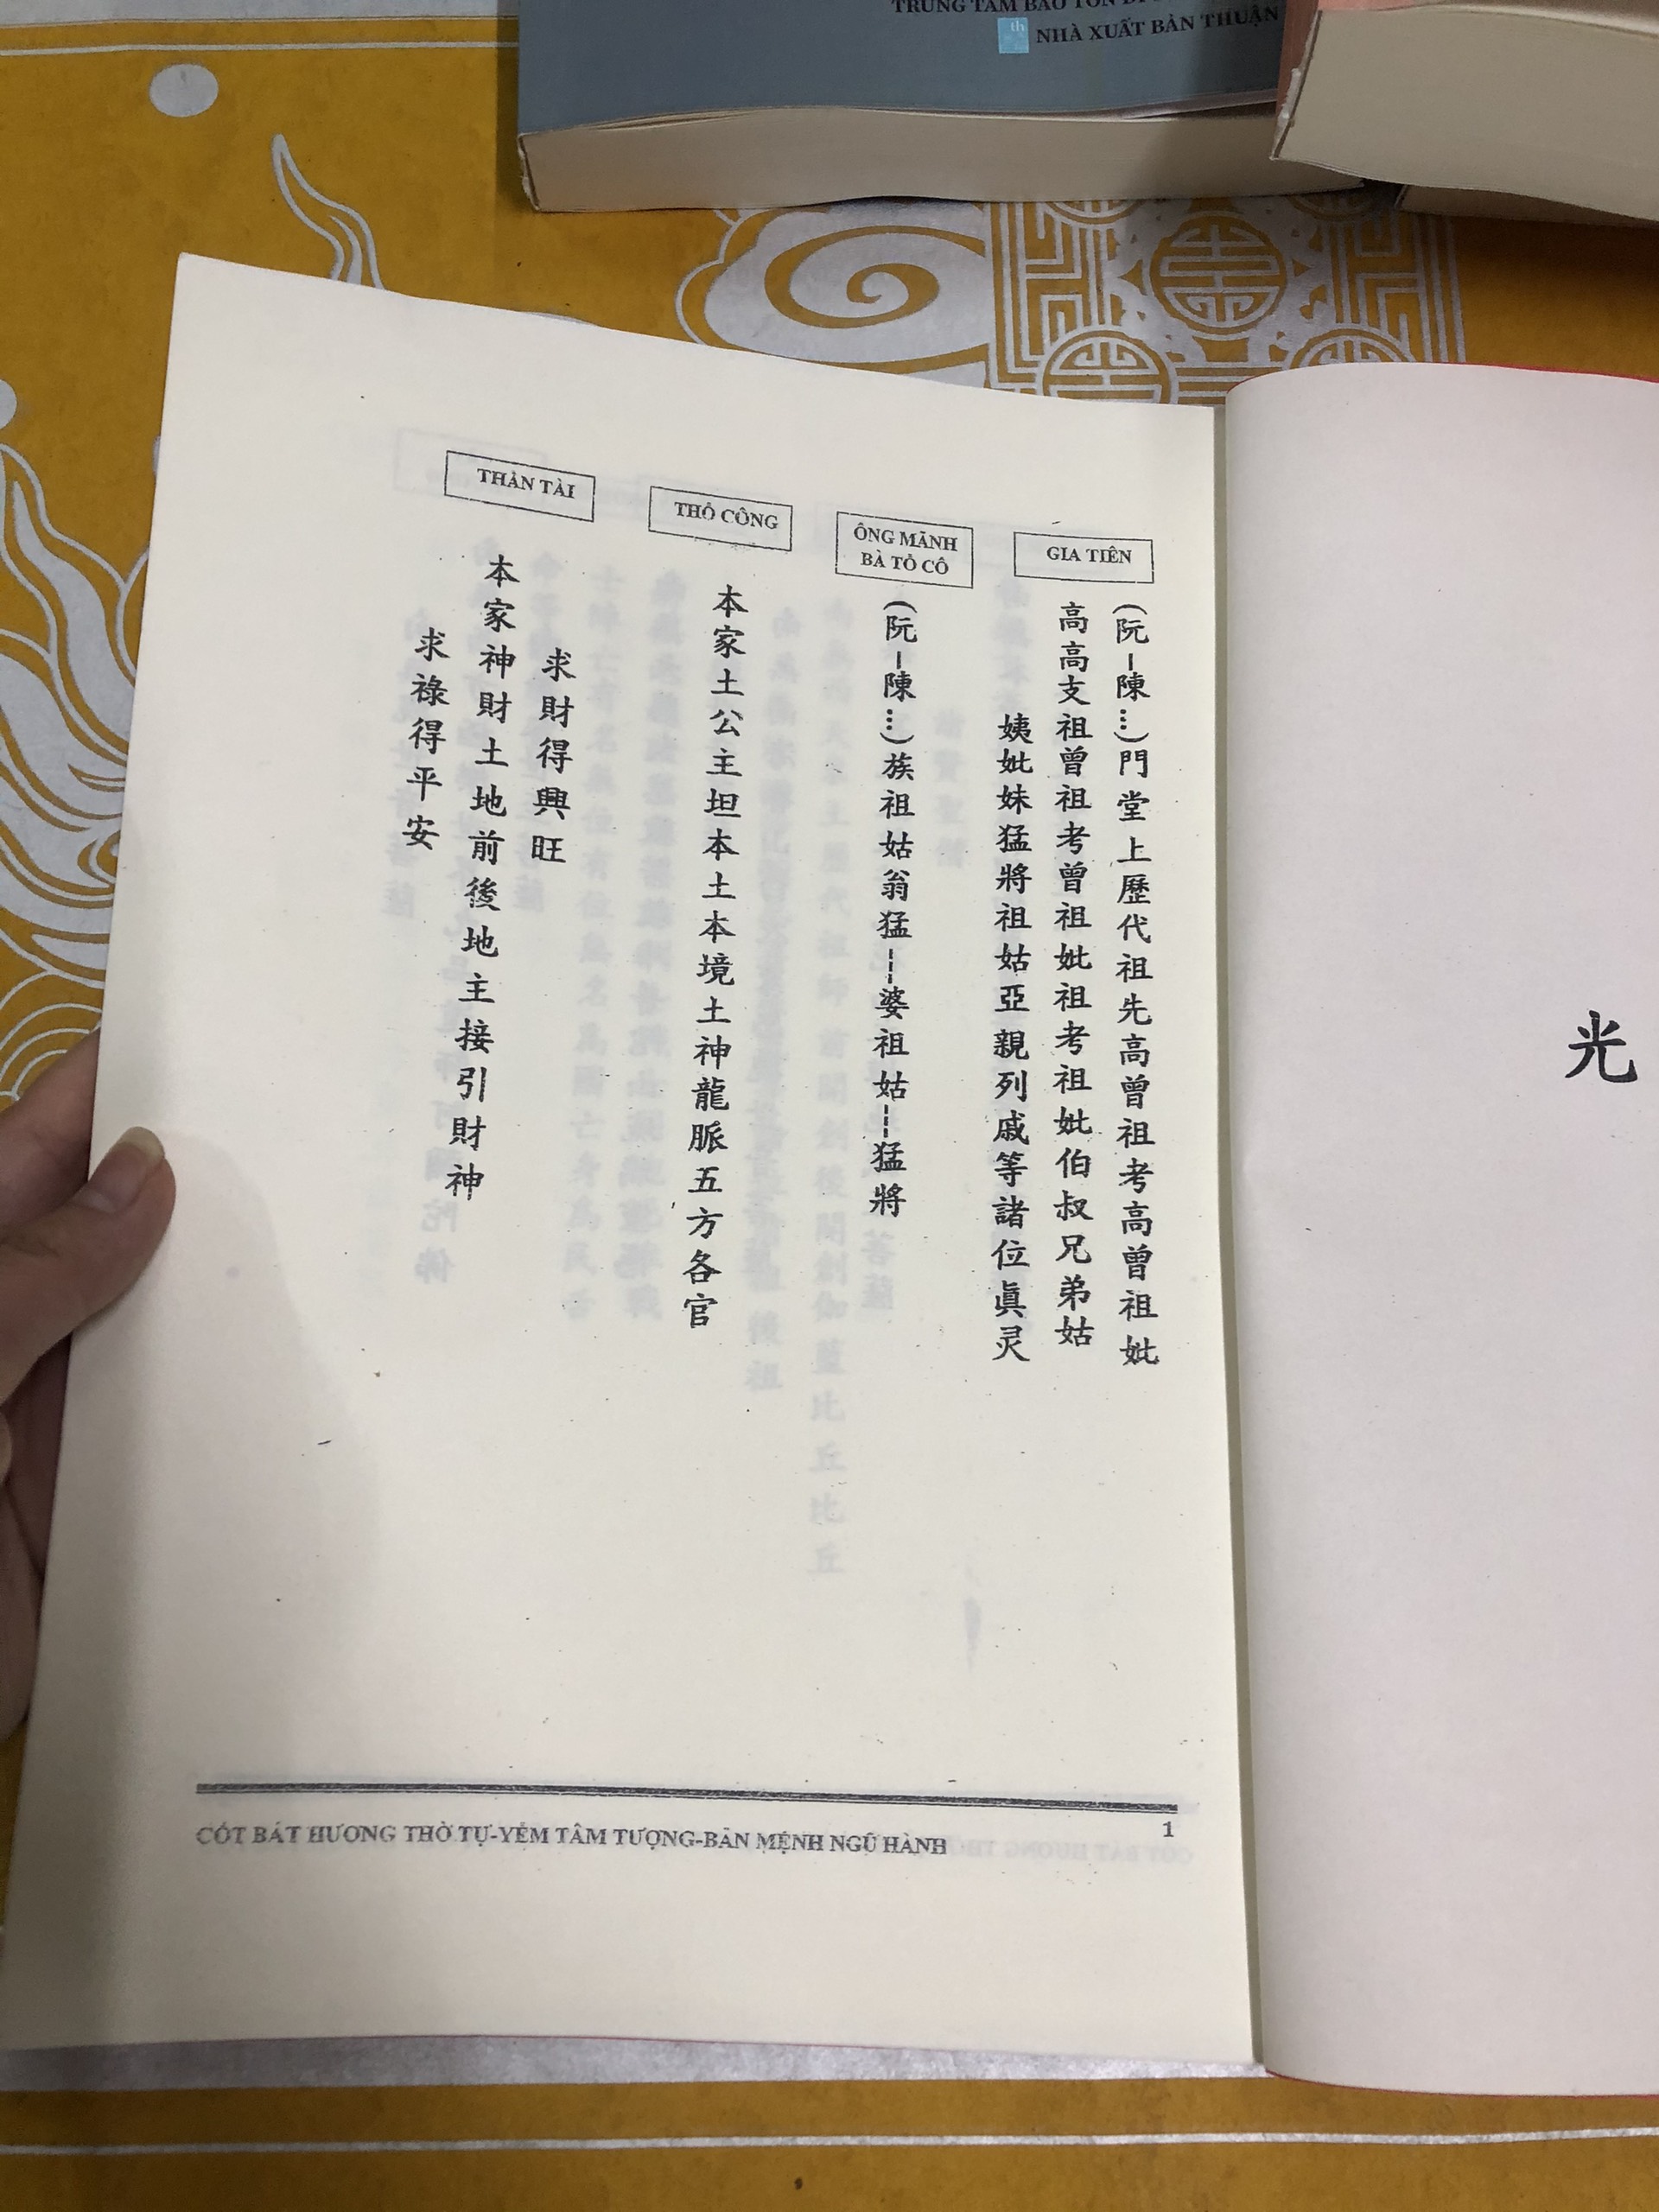 NHÀ XUẤT BẢN THUẬN
th
光
GIA TIÊN
(阮-陳…)門堂上歷代祖先高曾祖考高曾祖妣
高高支祖曾祖考曾祖妣祖考祖妣伯叔兄弟姑
姨妣妹猛將祖姑亞親列戚等諸位眞灵
ÔNG MÃNH
BÀ TỔ CÔ
(阮-陳…)族祖姑翁猛--婆祖姑--猛將
THỔ CÔNG
本家土公主坦本土本境土神龍脈五方各官
THẦN TÀI
求財得興旺
本家神財土地前後地主接引財神
求祿得平安
CỐT BÁT HƯƠNG THỜ TỰ-YỂM TÂM TƯỢNG-BẢN MỆNH NGŨ HÀNH
1